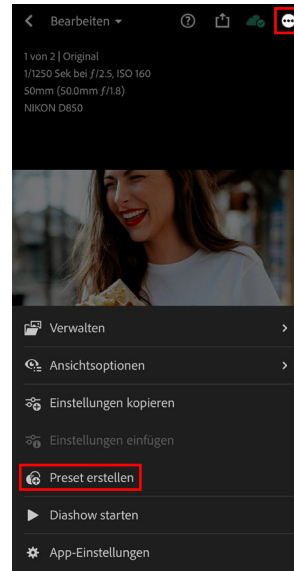 Bearbeiten
1 von 2 | Original
1/1250 Sek bei ƒ/2.5, ISO 160
50mm (50.0mm ƒ/1.8)
NIKON D850
Verwalten
Ansichtsoptionen
Einstellungen kopieren
Einstellungen einfügen
Preset erstellen
Diashow starten
App-Einstellungen